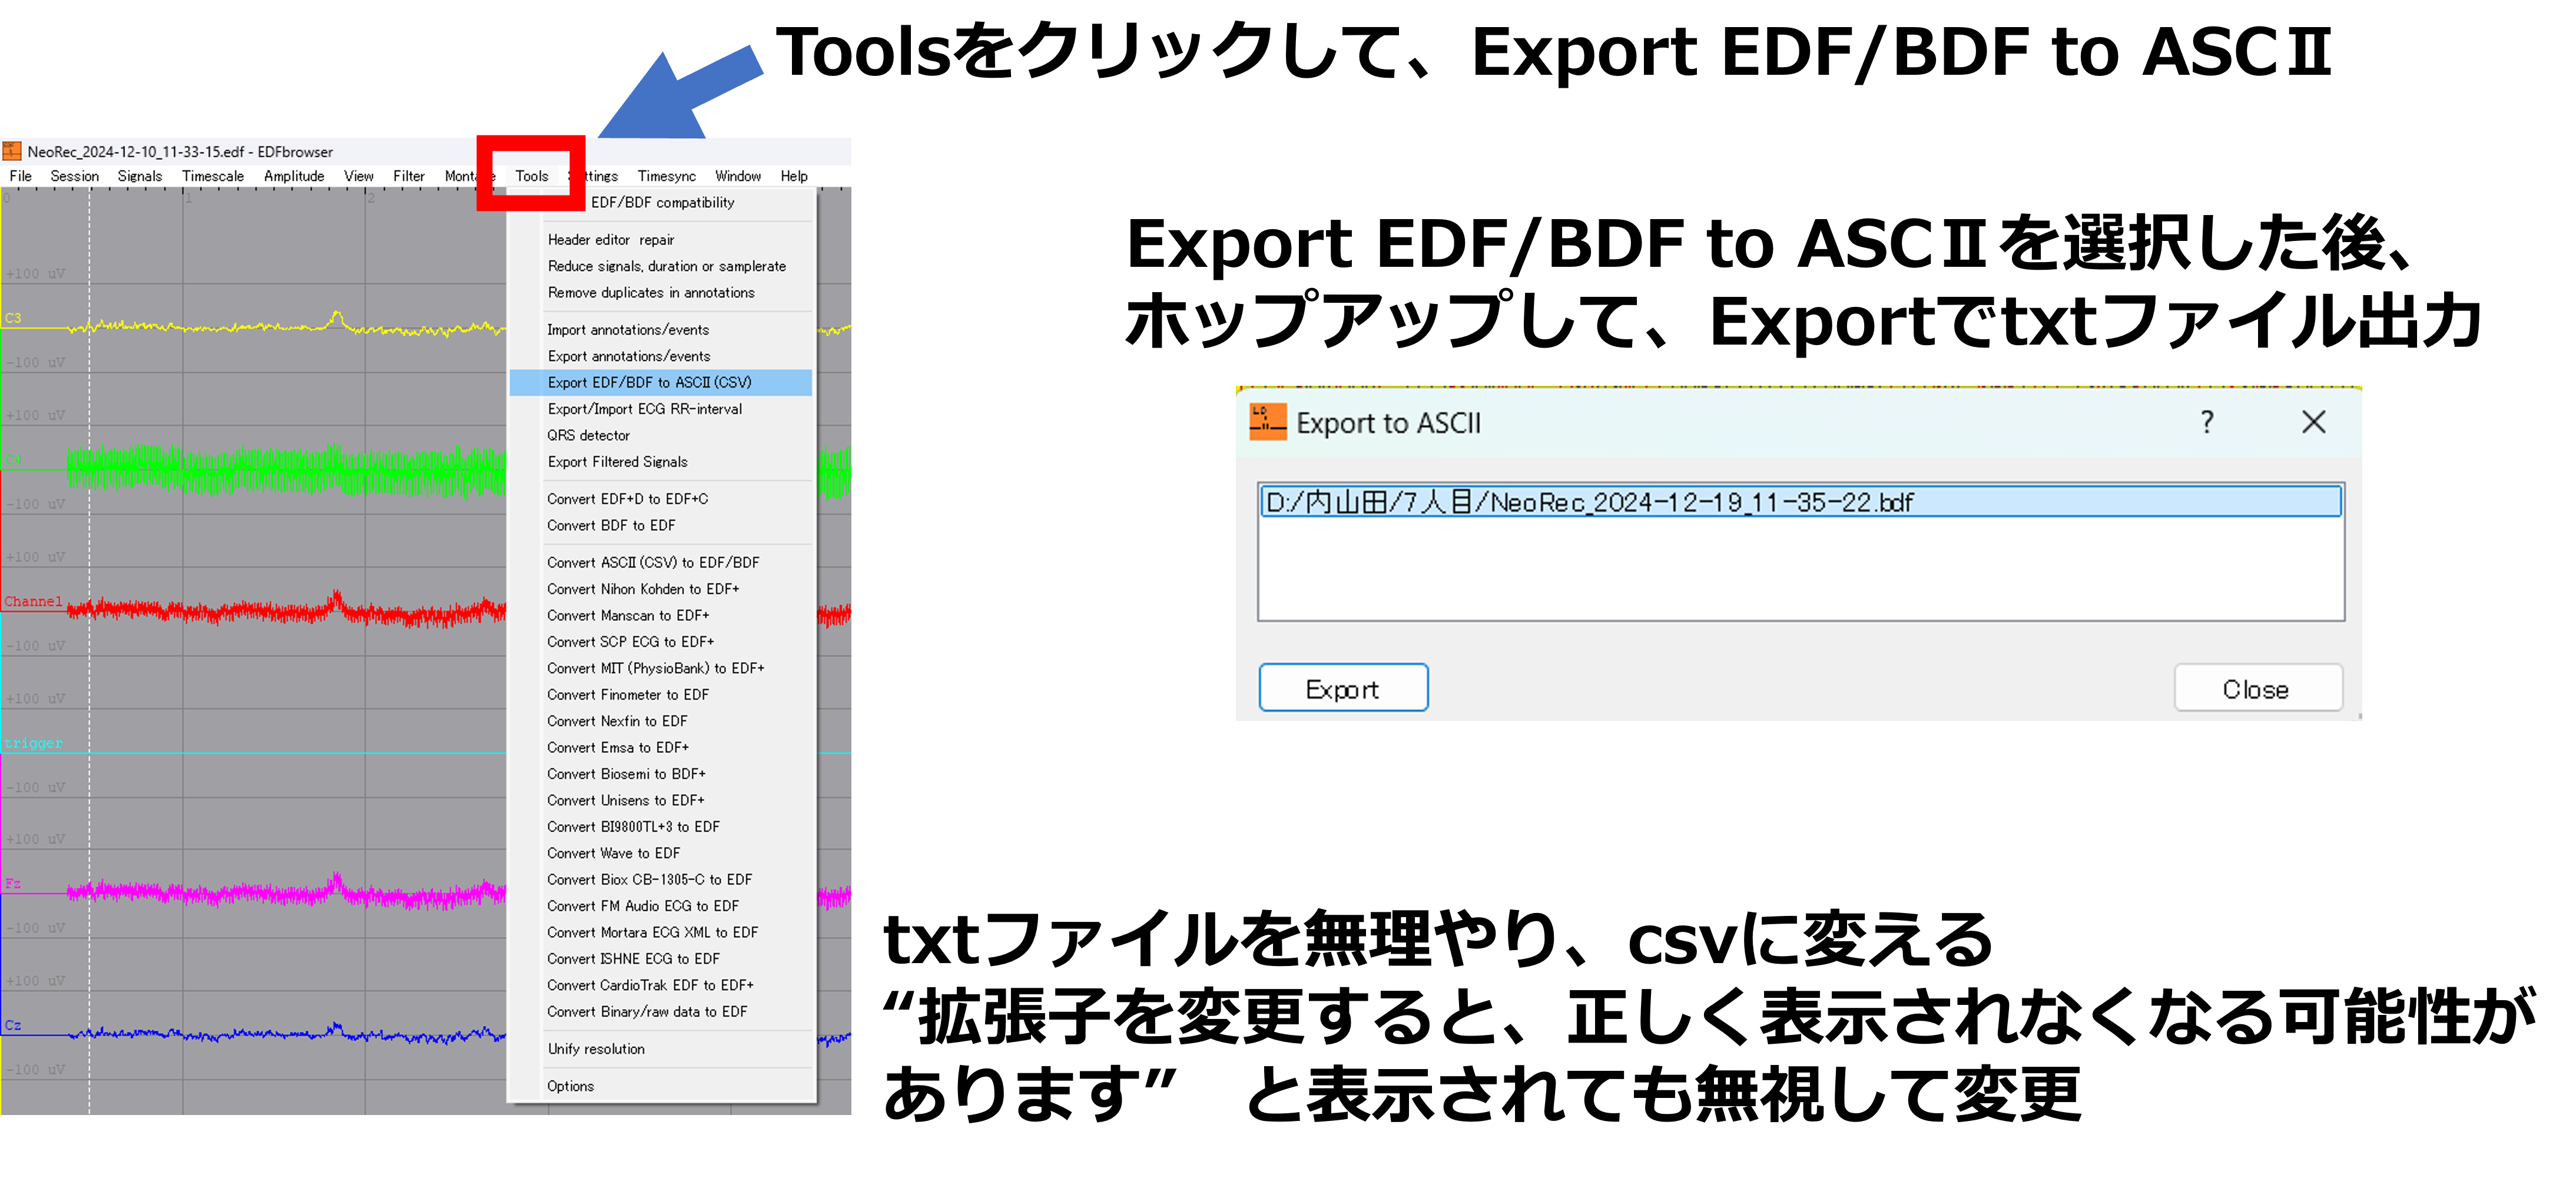 Toolsをクリックして、Export EDF/BDF to ASCⅡ
NeoRec_2024-12-10_11-33-15.edf - EDFbrowser
File Session Signals Timescale Amplitude View Filter Tools Timesync Window Help
0 1 2
EDF/BDF compatibility
Header editor repair
Reduce signals, duration or samplerate
Remove duplicates in annotations
Import annotations/events
Export annotations/events
Export EDF/BDF to ASCII (CSV)
Export/Import ECG RR-interval
QRS detector
Export Filtered Signals
Convert EDF+D to EDF+C
Convert BDF to EDF
Convert ASCII (CSV) to EDF/BDF
Convert Nihon Kohden to EDF+
Convert Manscan to EDF+
Convert SCP ECG to EDF+
Convert MIT (PhysioBank) to EDF+
Convert Finometer to EDF
Convert Nexfin to EDF
Convert Emsa to EDF+
Convert Biosemi to BDF+
Convert Unisens to EDF+
Convert BI9800TL+3 to EDF
Convert Wave to EDF
Convert Biox CB-1305-C to EDF
Convert FM Audio ECG to EDF
Convert Mortara ECG XML to EDF
Convert ISHNE ECG to EDF
Convert CardioTrak EDF to EDF+
Convert Binary/raw data to EDF
Unify resolution
Options
+100 uV
C3
-100 uV
+100 uV
C4
-100 uV
+100 uV
Channel
-100 uV
+100 uV
trigger
-100 uV
+100 uV
Fz
-100 uV
+100 uV
Cz
-100 uV
Export EDF/BDF to ASCⅡを選択した後、
ホップアップして、Exportでtxtファイル出力
Export to ASCII
?
D:/内山田/7人目/NeoRec_2024-12-19_11-35-22.bdf
Export
Close
txtファイルを無理やり、csvに変える
“拡張子を変更すると、正しく表示されなくなる可能性が
あります”　と表示されても無視して変更